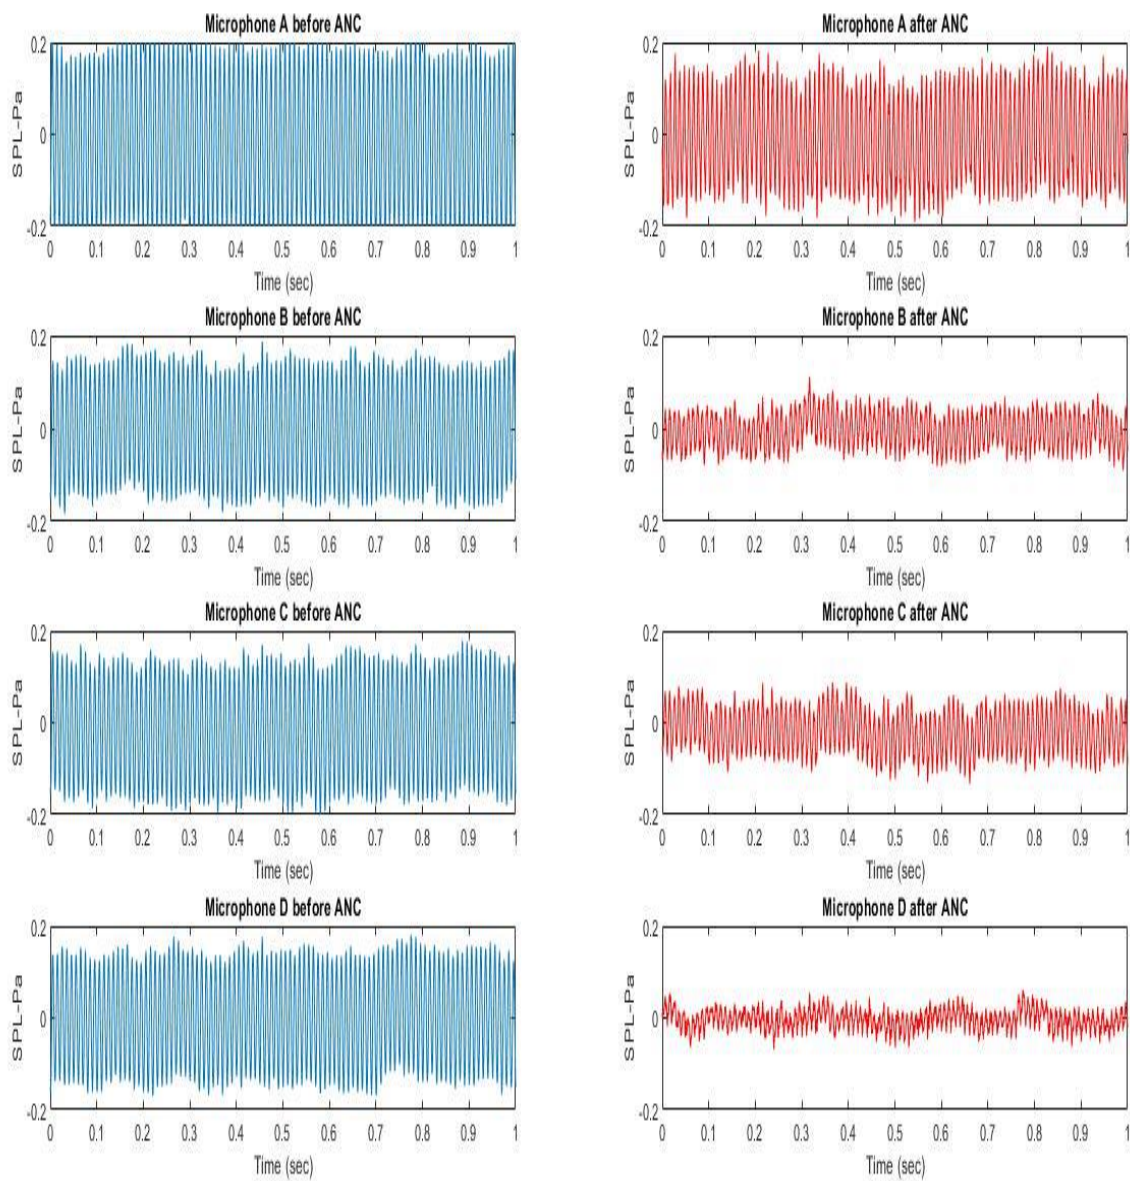 Microphone A before ANC
0.2
0
-0.2
SPL-Pa
0 0.1 0.2 0.3 0.4 0.5 0.6 0.7 0.8 0.9 1
Time (sec)
Microphone A after ANC
0.2
0
-0.2
SPL-Pa
0 0.1 0.2 0.3 0.4 0.5 0.6 0.7 0.8 0.9 1
Time (sec)
Microphone B before ANC
0.2
0
-0.2
SPL-Pa
0 0.1 0.2 0.3 0.4 0.5 0.6 0.7 0.8 0.9 1
Time (sec)
Microphone B after ANC
0.2
0
-0.2
SPL-Pa
0 0.1 0.2 0.3 0.4 0.5 0.6 0.7 0.8 0.9 1
Time (sec)
Microphone C before ANC
0.2
0
-0.2
SPL-Pa
0 0.1 0.2 0.3 0.4 0.5 0.6 0.7 0.8 0.9 1
Time (sec)
Microphone C after ANC
0.2
0
-0.2
SPL-Pa
0 0.1 0.2 0.3 0.4 0.5 0.6 0.7 0.8 0.9 1
Time (sec)
Microphone D before ANC
0.2
0
-0.2
SPL-Pa
0 0.1 0.2 0.3 0.4 0.5 0.6 0.7 0.8 0.9 1
Time (sec)
Microphone D after ANC
0.2
0
-0.2
SPL-Pa
0 0.1 0.2 0.3 0.4 0.5 0.6 0.7 0.8 0.9 1
Time (sec)